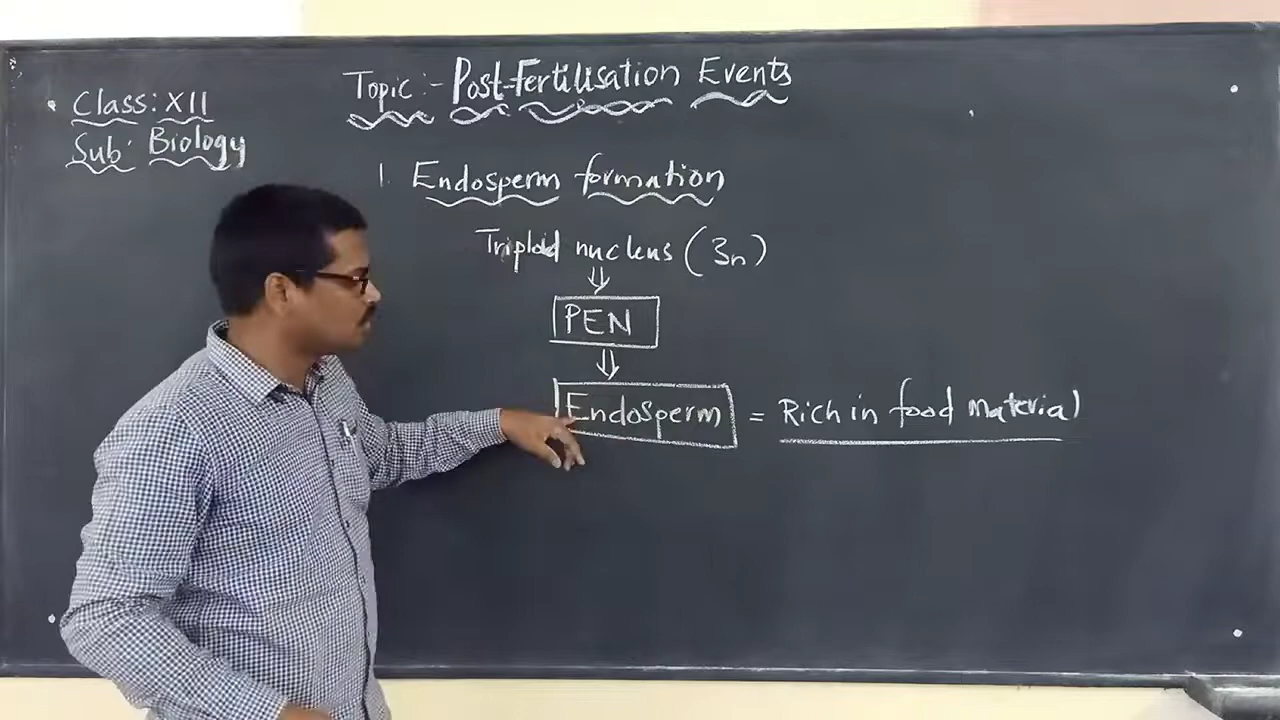 Class: XII
Sub: Biology
Topic:- Post-Fertilisation Events
1. Endosperm formation
Triploid nucleus (3n)
⇓
PEN
⇓
Endosperm = Rich in food material